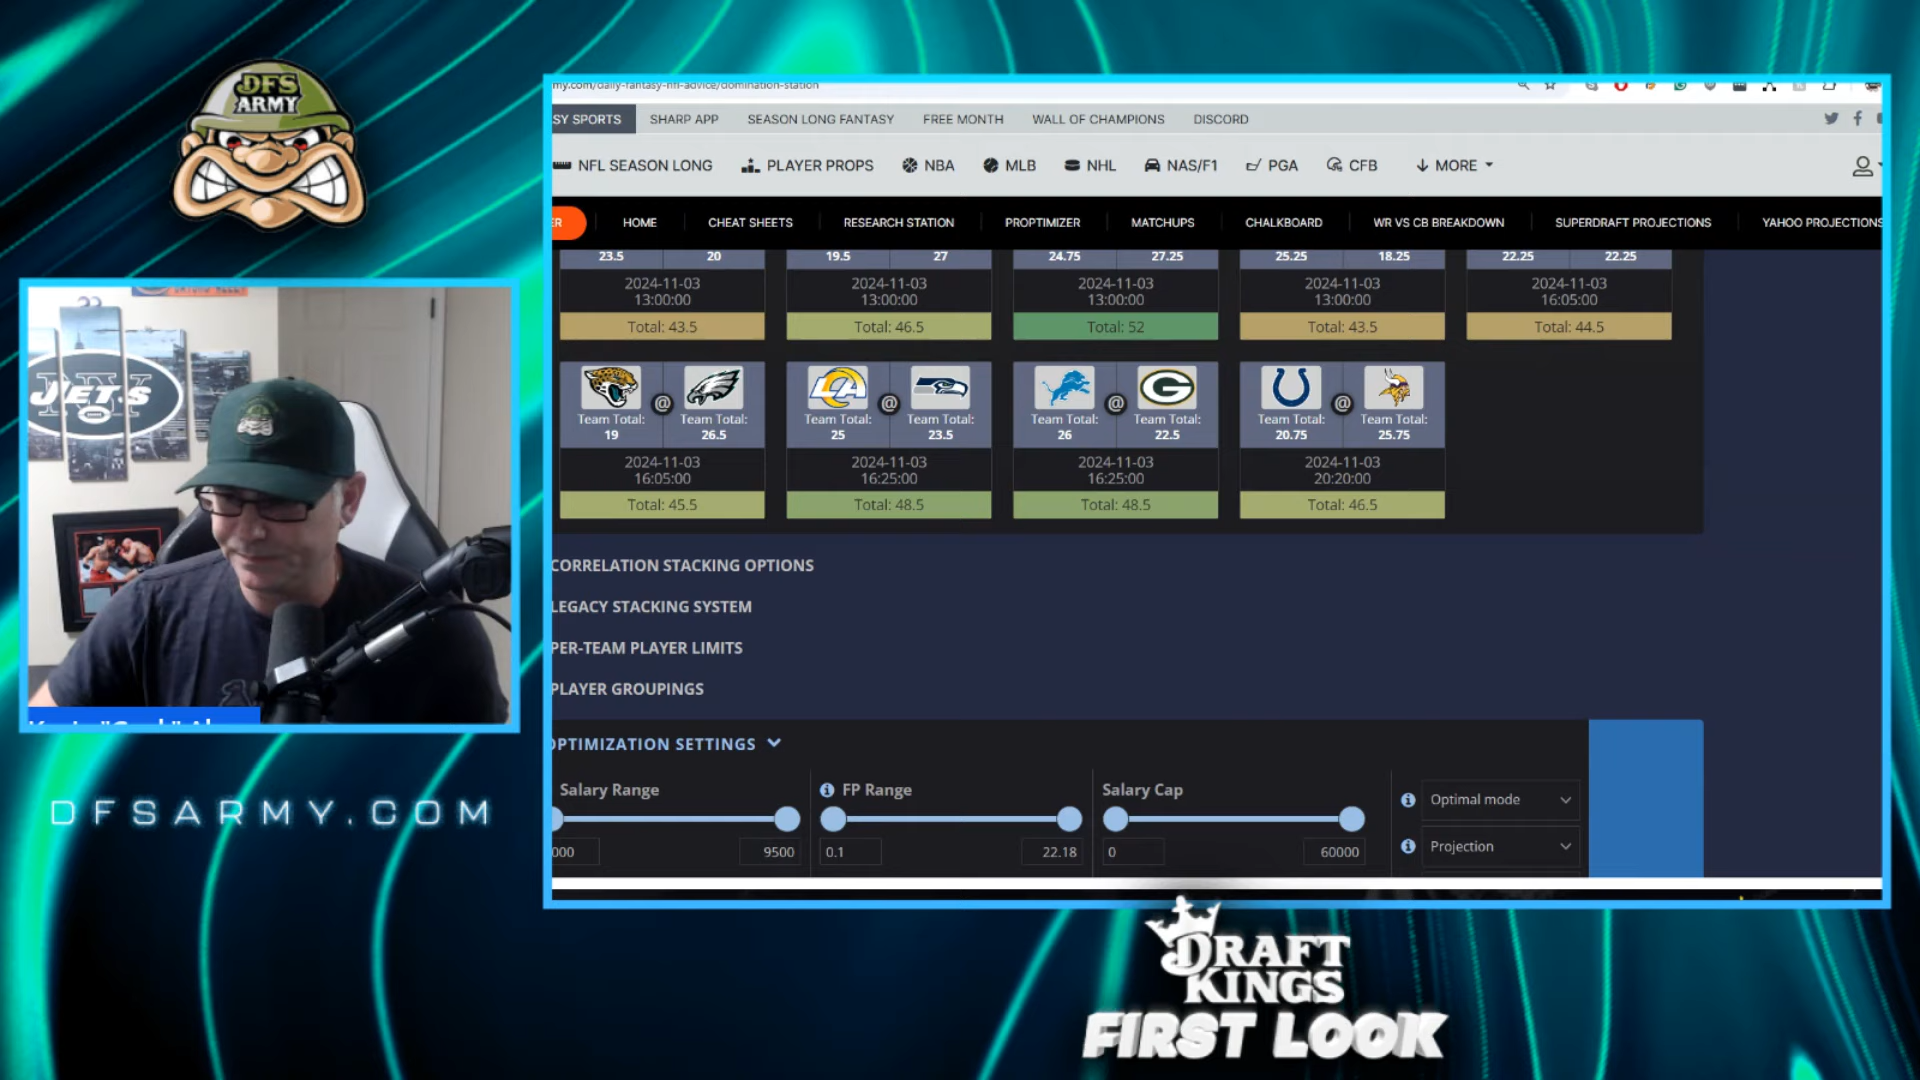 DFS
ARMY
JETS
NY
DFSARMY.COM
my.com/daily-fantasy-nfl-advice/domination-station
SY SPORTS
SHARP APP
SEASON LONG FANTASY
FREE MONTH
WALL OF CHAMPIONS
DISCORD
NFL SEASON LONG
PLAYER PROPS
NBA
MLB
NHL
NAS/F1
PGA
CFB
MORE
ER
HOME
CHEAT SHEETS
RESEARCH STATION
PROPTIMIZER
MATCHUPS
CHALKBOARD
WR VS CB BREAKDOWN
SUPERDRAFT PROJECTIONS
YAHOO PROJECTIONS
23.5 20
2024-11-03
13:00:00
Total: 43.5
19.5 27
2024-11-03
13:00:00
Total: 46.5
24.75 27.25
2024-11-03
13:00:00
Total: 52
25.25 18.25
2024-11-03
13:00:00
Total: 43.5
22.25 22.25
2024-11-03
16:05:00
Total: 44.5
@
Team Total: Team Total:
19 26.5
2024-11-03
16:05:00
Total: 45.5
LA
@
Team Total: Team Total:
25 23.5
2024-11-03
16:25:00
Total: 48.5
@
G
Team Total: Team Total:
26 22.5
2024-11-03
16:25:00
Total: 48.5
@
Team Total: Team Total:
20.75 25.75
2024-11-03
20:20:00
Total: 46.5
CORRELATION STACKING OPTIONS
LEGACY STACKING SYSTEM
PER-TEAM PLAYER LIMITS
PLAYER GROUPINGS
OPTIMIZATION SETTINGS
Salary Range
000 9500
FP Range
0.1 22.18
Salary Cap
0 60000
Optimal mode
Projection
DRAFT
KINGS
FIRST LOOK